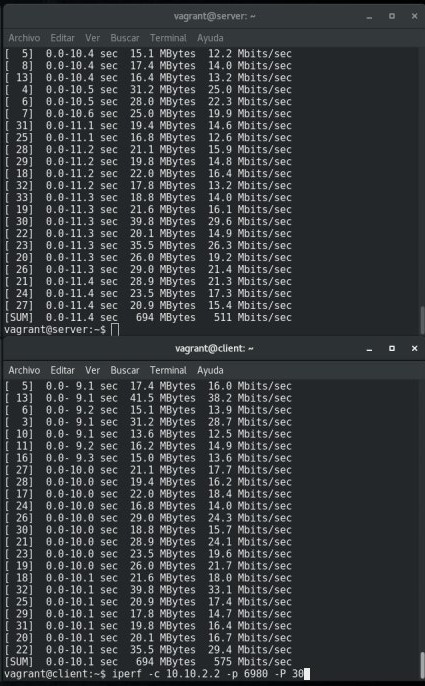 vagrant@server: ~
Archivo Editar Ver Buscar Terminal Ayuda
[  5]  0.0-10.4 sec  15.1 MBytes  12.2 Mbits/sec
[  8]  0.0-10.4 sec  17.4 MBytes  14.0 Mbits/sec
[ 13]  0.0-10.4 sec  16.4 MBytes  13.2 Mbits/sec
[  4]  0.0-10.5 sec  31.2 MBytes  25.0 Mbits/sec
[  6]  0.0-10.5 sec  28.0 MBytes  22.3 Mbits/sec
[  7]  0.0-10.6 sec  25.0 MBytes  19.9 Mbits/sec
[ 31]  0.0-11.1 sec  19.4 MBytes  14.6 Mbits/sec
[ 25]  0.0-11.1 sec  16.8 MBytes  12.6 Mbits/sec
[ 28]  0.0-11.2 sec  21.1 MBytes  15.9 Mbits/sec
[ 29]  0.0-11.2 sec  19.8 MBytes  14.8 Mbits/sec
[ 18]  0.0-11.2 sec  22.0 MBytes  16.4 Mbits/sec
[ 32]  0.0-11.2 sec  17.8 MBytes  13.2 Mbits/sec
[ 33]  0.0-11.3 sec  18.8 MBytes  14.0 Mbits/sec
[ 19]  0.0-11.3 sec  21.6 MBytes  16.1 Mbits/sec
[ 30]  0.0-11.3 sec  39.8 MBytes  29.6 Mbits/sec
[ 22]  0.0-11.3 sec  20.1 MBytes  14.9 Mbits/sec
[ 23]  0.0-11.3 sec  35.5 MBytes  26.3 Mbits/sec
[ 20]  0.0-11.3 sec  26.0 MBytes  19.2 Mbits/sec
[ 26]  0.0-11.3 sec  29.0 MBytes  21.4 Mbits/sec
[ 21]  0.0-11.4 sec  28.9 MBytes  21.3 Mbits/sec
[ 24]  0.0-11.4 sec  23.5 MBytes  17.3 Mbits/sec
[ 27]  0.0-11.4 sec  20.9 MBytes  15.4 Mbits/sec
[SUM]  0.0-11.4 sec   694 MBytes   511 Mbits/sec
vagrant@server:~$
vagrant@client: ~
Archivo Editar Ver Buscar Terminal Ayuda
[  5]  0.0- 9.1 sec  17.4 MBytes  16.0 Mbits/sec
[ 13]  0.0- 9.1 sec  41.5 MBytes  38.2 Mbits/sec
[  6]  0.0- 9.2 sec  15.1 MBytes  13.9 Mbits/sec
[  3]  0.0- 9.1 sec  31.2 MBytes  28.7 Mbits/sec
[ 10]  0.0- 9.1 sec  13.6 MBytes  12.5 Mbits/sec
[ 11]  0.0- 9.2 sec  16.2 MBytes  14.9 Mbits/sec
[ 16]  0.0- 9.3 sec  15.0 MBytes  13.6 Mbits/sec
[ 27]  0.0-10.0 sec  21.1 MBytes  17.7 Mbits/sec
[ 28]  0.0-10.0 sec  19.4 MBytes  16.2 Mbits/sec
[ 17]  0.0-10.0 sec  22.0 MBytes  18.4 Mbits/sec
[ 24]  0.0-10.0 sec  16.8 MBytes  14.0 Mbits/sec
[ 26]  0.0-10.0 sec  29.0 MBytes  24.3 Mbits/sec
[ 30]  0.0-10.0 sec  18.8 MBytes  15.7 Mbits/sec
[ 21]  0.0-10.0 sec  28.9 MBytes  24.1 Mbits/sec
[ 23]  0.0-10.0 sec  23.5 MBytes  19.6 Mbits/sec
[ 19]  0.0-10.0 sec  26.0 MBytes  21.7 Mbits/sec
[ 18]  0.0-10.1 sec  21.6 MBytes  18.0 Mbits/sec
[ 32]  0.0-10.1 sec  39.8 MBytes  33.1 Mbits/sec
[ 25]  0.0-10.1 sec  20.9 MBytes  17.4 Mbits/sec
[ 29]  0.0-10.1 sec  17.8 MBytes  14.7 Mbits/sec
[ 31]  0.0-10.1 sec  19.8 MBytes  16.4 Mbits/sec
[ 20]  0.0-10.1 sec  20.1 MBytes  16.7 Mbits/sec
[ 22]  0.0-10.1 sec  35.5 MBytes  29.4 Mbits/sec
[SUM]  0.0-10.1 sec   694 MBytes   575 Mbits/sec
vagrant@client:~$ iperf -c 10.10.2.2 -p 6980 -P 30